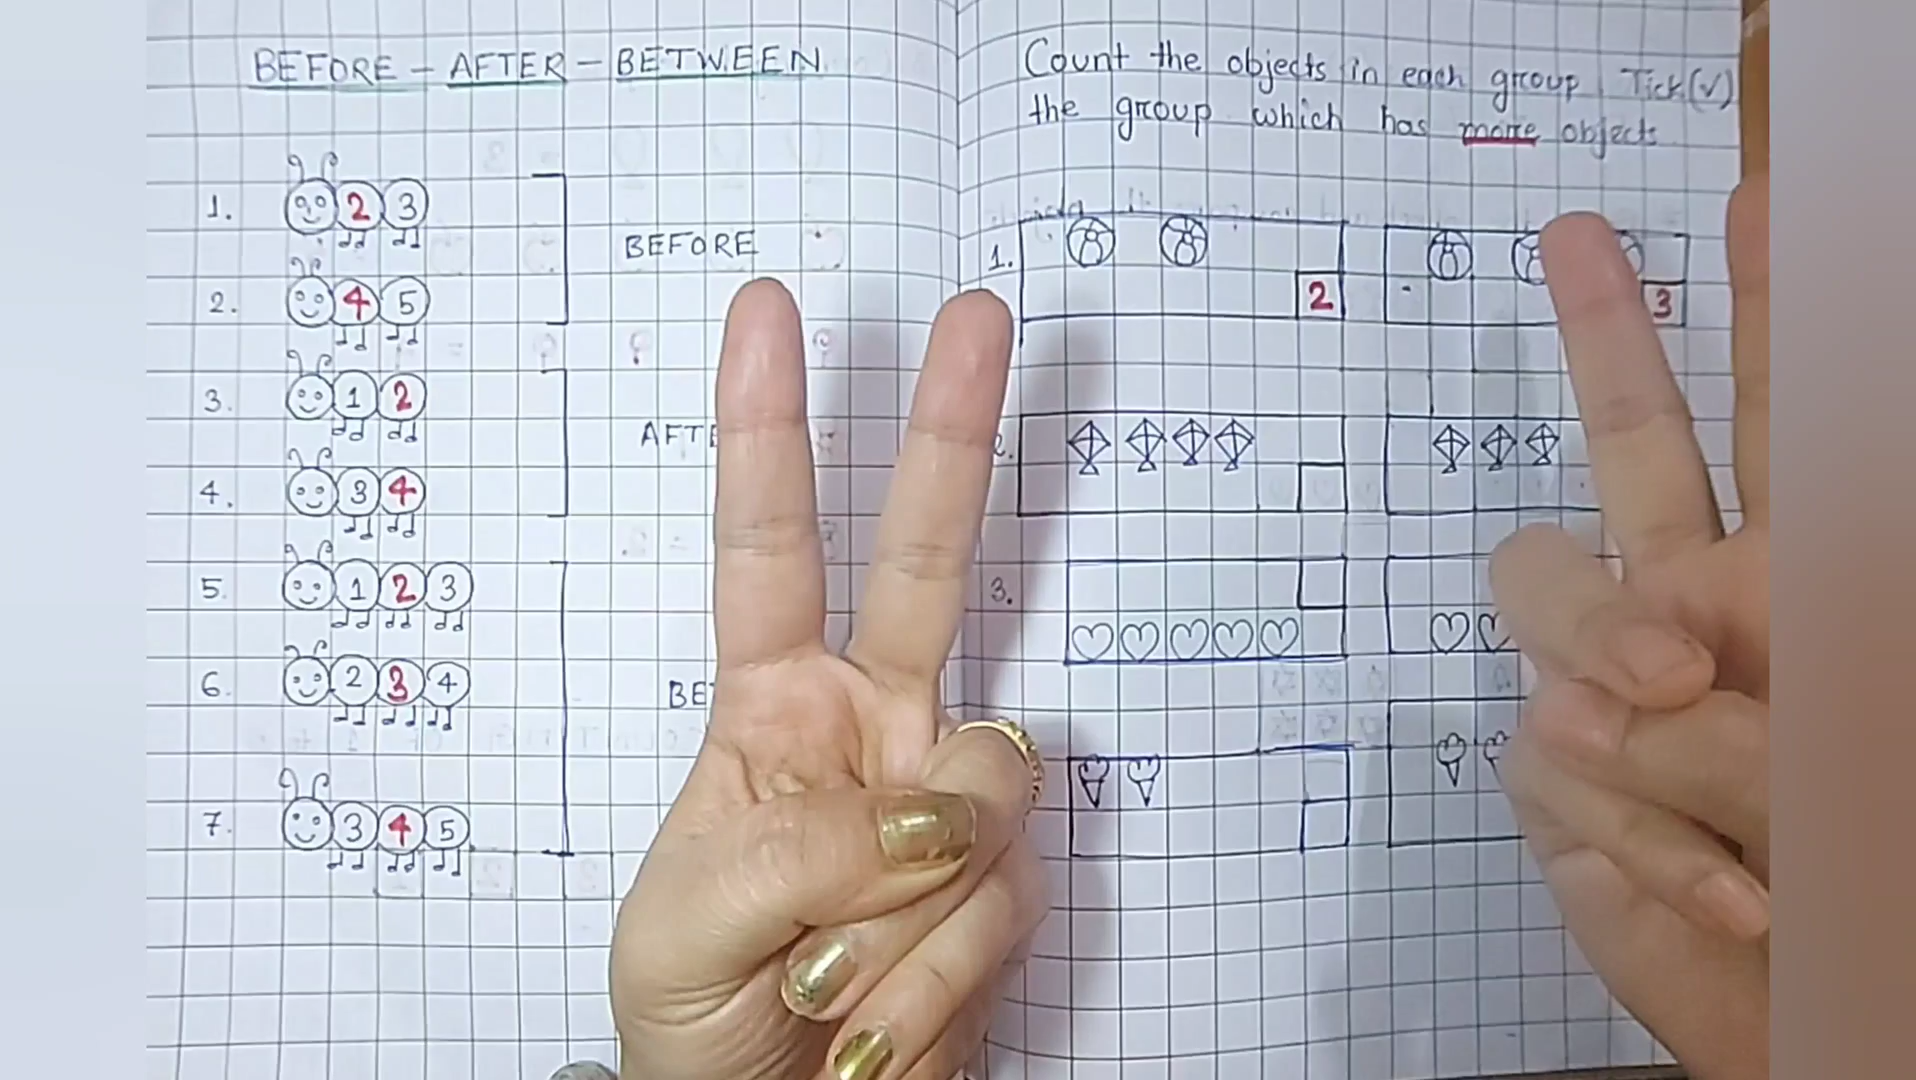 BEFORE - AFTER - BETWEEN
1. 2 3
2. 4 5
BEFORE
3. 1 2
4. 3 4
AFTE
5. 1 2 3
6. 2 3 4
BE
7. 3 4 5
Count the objects in each group Tick (✓)
the group which has more objects
1. 2 3
2.
3.